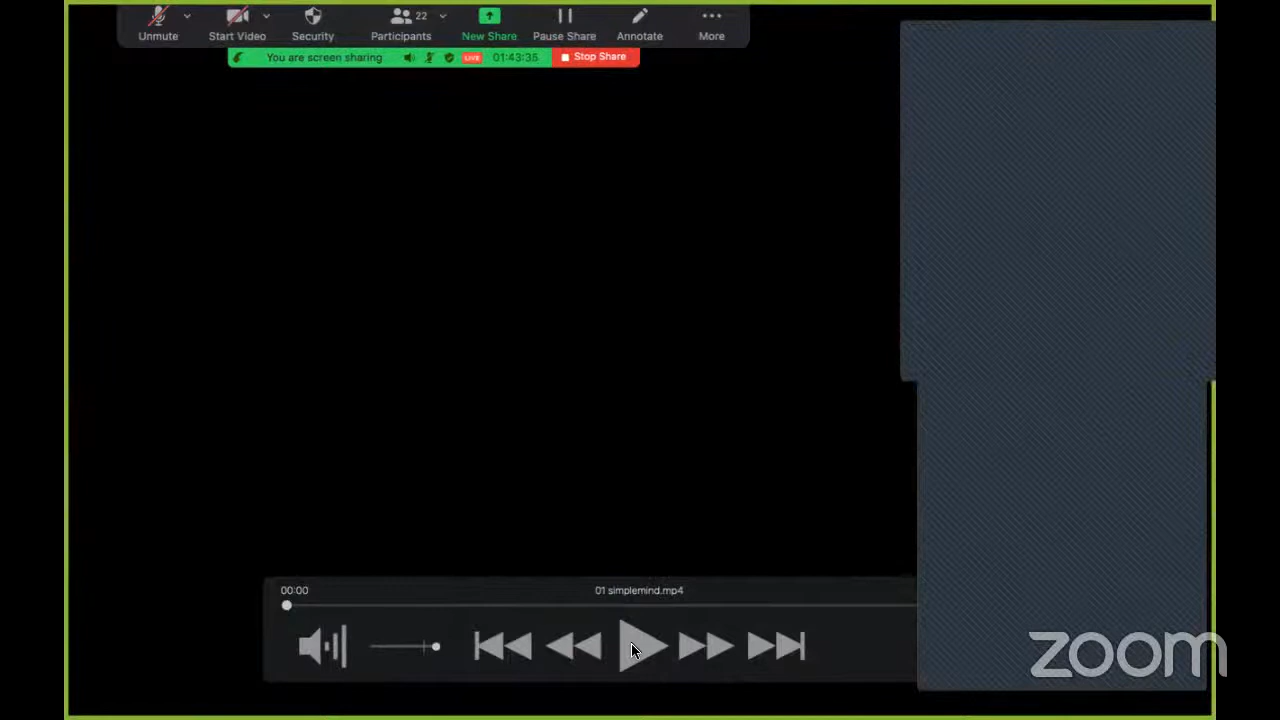 22
Unmute Start Video Security Participants New Share Pause Share Annotate More
You are screen sharing LIVE 01:43:35 Stop Share
00:00 01 simplemind.mp4
zoom